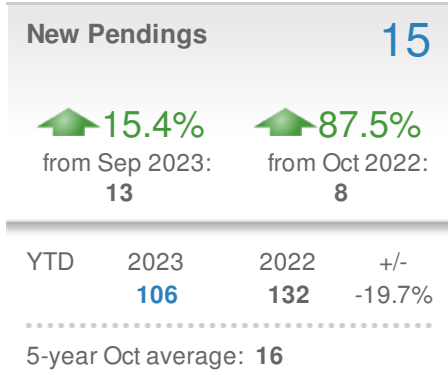 New Pendings 15
15.4% 87.5%
from Sep 2023: from Oct 2022:
13 8
YTD 2023 2022 +/-
106 132 -19.7%
5-year Oct average: 16